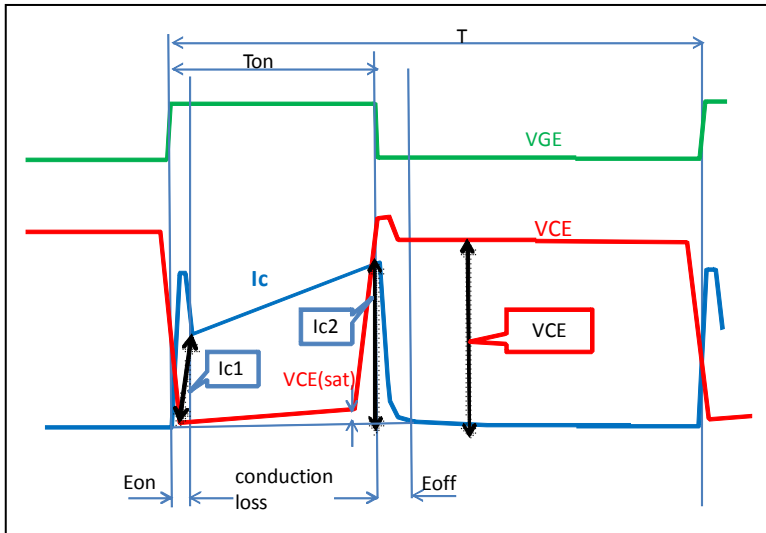 T
Ton
VGE
VCE
Ic
Ic2
VCE
Ic1
VCE(sat)
Eon
conduction
loss
Eoff